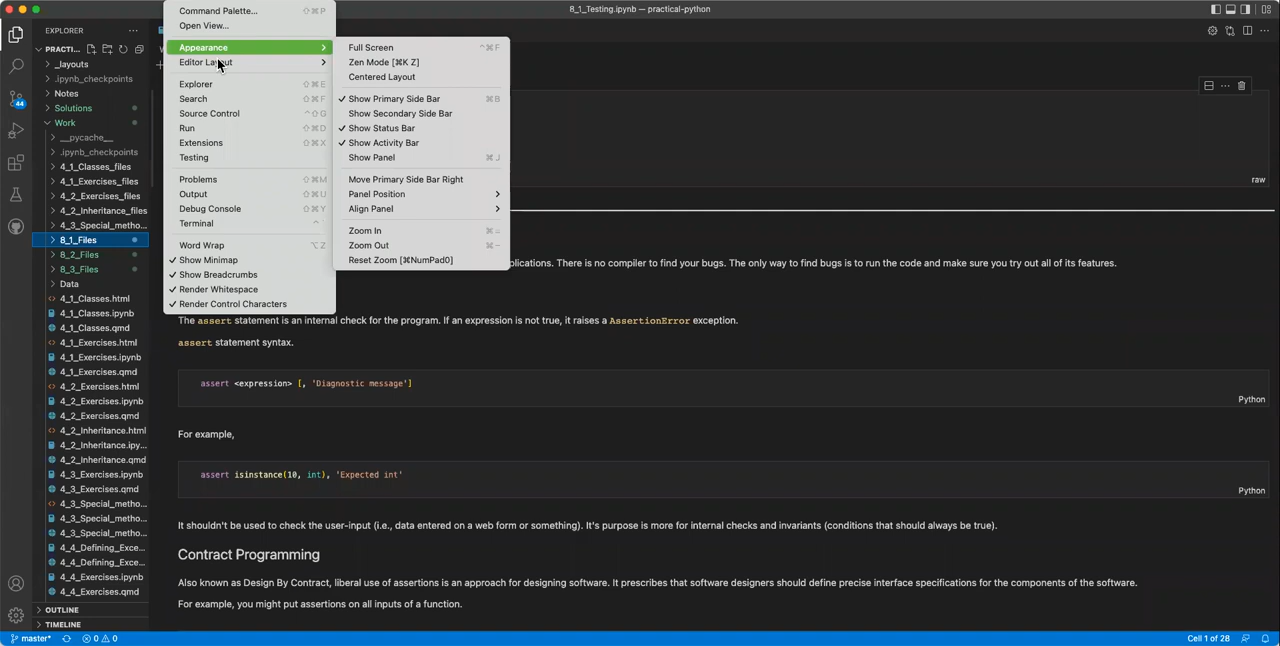 8_1_Testing.ipynb — practical-python
EXPLORER
PRACTI...
_layouts
.ipynb_checkpoints
Notes
Solutions
Work
__pycache__
.ipynb_checkpoints
4_1_Classes_files
4_1_Exercises_files
4_2_Exercises_files
4_2_Inheritance_files
4_3_Special_metho...
8_1_Files
8_2_Files
8_3_Files
Data
4_1_Classes.html
4_1_Classes.ipynb
4_1_Classes.qmd
4_1_Exercises.html
4_1_Exercises.ipynb
4_1_Exercises.qmd
4_2_Exercises.html
4_2_Exercises.ipynb
4_2_Exercises.qmd
4_2_Inheritance.html
4_2_Inheritance.ipy...
4_2_Inheritance.qmd
4_3_Exercises.ipynb
4_3_Exercises.qmd
4_3_Special_metho...
4_3_Special_metho...
4_3_Special_metho...
4_4_Defining_Exce...
4_4_Defining_Exce...
4_4_Exercises.ipynb
4_4_Exercises.qmd
OUTLINE
TIMELINE
Command Palette... ⇧⌘P
Open View...
Appearance
Editor Layout
Explorer ⇧⌘E
Search ⇧⌘F
Source Control ⌃⇧G
Run ⇧⌘D
Extensions ⇧⌘X
Testing
Problems ⇧⌘M
Output ⇧⌘U
Debug Console ⇧⌘Y
Terminal ⌃
Word Wrap ⌥Z
✓ Show Minimap
✓ Show Breadcrumbs
✓ Render Whitespace
✓ Render Control Characters
Full Screen ⌃⌘F
Zen Mode [⌘K Z]
Centered Layout
✓ Show Primary Side Bar ⌘B
Show Secondary Side Bar
✓ Show Status Bar
✓ Show Activity Bar
Show Panel ⌘J
Move Primary Side Bar Right
Panel Position
Align Panel
Zoom In ⌘=
Zoom Out ⌘-
Reset Zoom [⌘NumPad0]
raw
plications. There is no compiler to find your bugs. The only way to find bugs is to run the code and make sure you try out all of its features.
The assert statement is an internal check for the program. If an expression is not true, it raises a AssertionError exception.
assert statement syntax.
assert <expression> [, 'Diagnostic message']
Python
For example,
assert isinstance(10, int), 'Expected int'
Python
It shouldn't be used to check the user-input (i.e., data entered on a web form or something). It's purpose is more for internal checks and invariants (conditions that should always be true).
Contract Programming
Also known as Design By Contract, liberal use of assertions is an approach for designing software. It prescribes that software designers should define precise interface specifications for the components of the software.
For example, you might put assertions on all inputs of a function.
master* 0 0
Cell 1 of 28